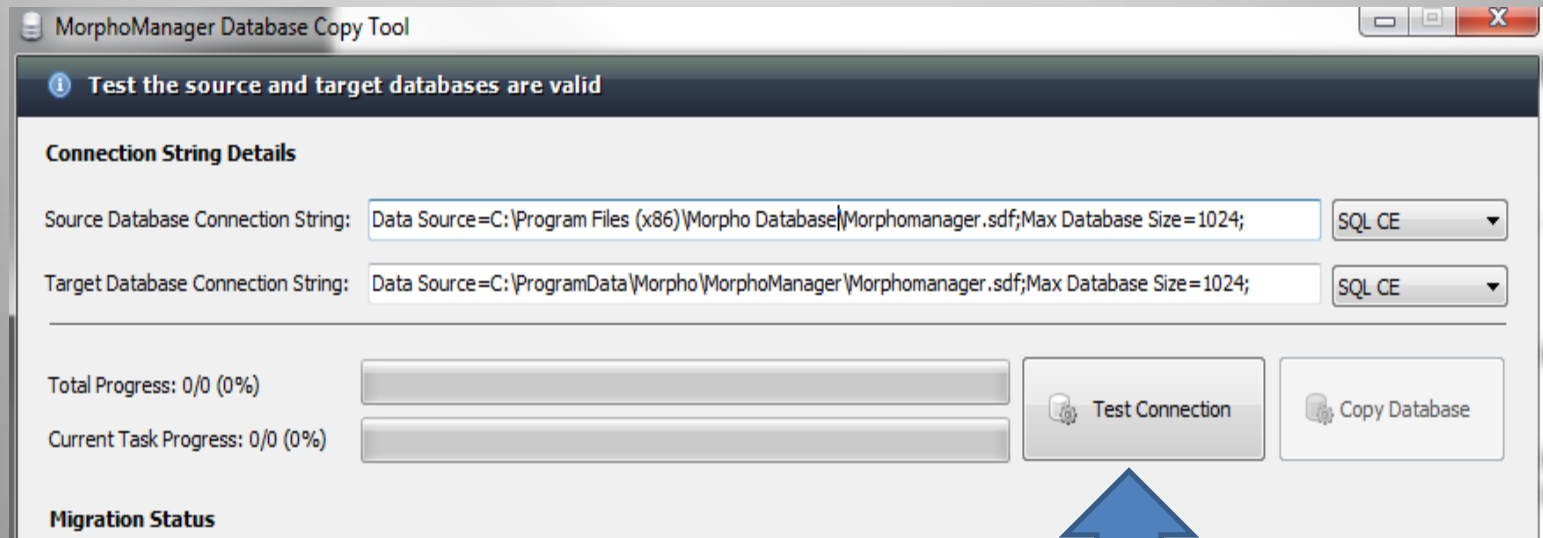 MorphoManager Database Copy Tool
Test the source and target databases are valid
Connection String Details
Source Database Connection String: Data Source=C:\Program Files (x86)\Morpho Database\Morphomanager.sdf;Max Database Size=1024; SQL CE
Target Database Connection String: Data Source=C:\ProgramData\Morpho\MorphoManager\Morphomanager.sdf;Max Database Size=1024; SQL CE
Total Progress: 0/0 (0%)
Test Connection Copy Database
Current Task Progress: 0/0 (0%)
Migration Status